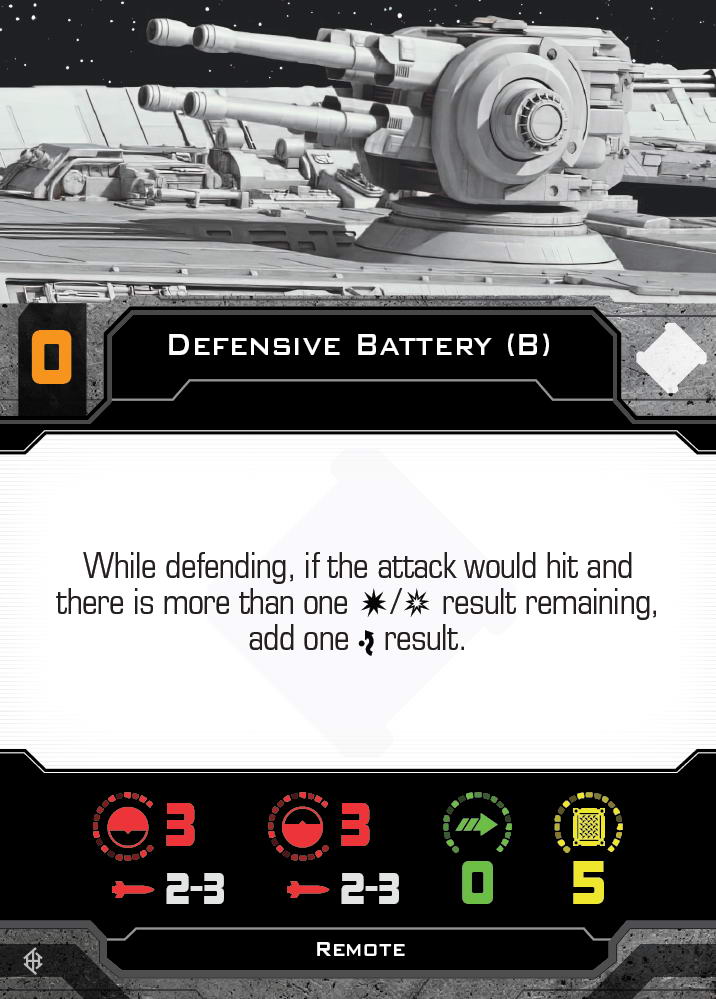 0
Defensive Battery (B)
While defending, if the attack would hit and
there is more than one / result remaining,
add one result.
3 3
2-3 2-3 0 5
Remote